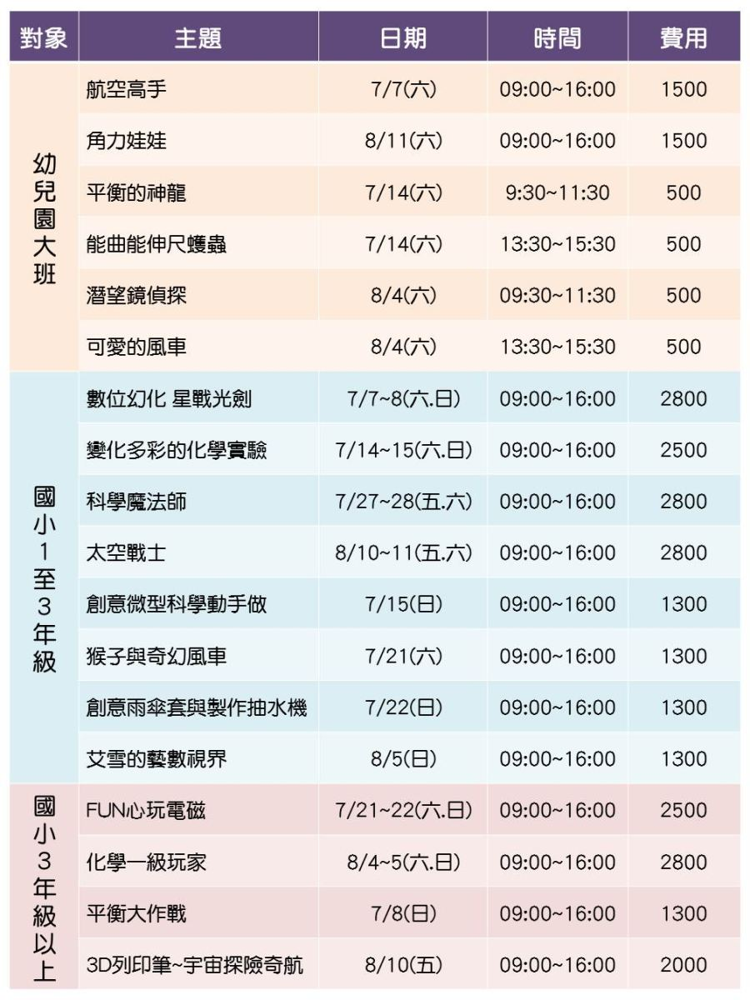 對象 主題 日期 時間 費用
幼兒園大班
航空高手 7/7(六) 09:00~16:00 1500
角力娃娃 8/11(六) 09:00~16:00 1500
平衡的神龍 7/14(六) 9:30~11:30 500
能曲能伸尺蠖蟲 7/14(六) 13:30~15:30 500
潛望鏡偵探 8/4(六) 09:30~11:30 500
可愛的風車 8/4(六) 13:30~15:30 500
國小1至3年級
數位幻化 星戰光劍 7/7~8(六.日) 09:00~16:00 2800
變化多彩的化學實驗 7/14~15(六.日) 09:00~16:00 2500
科學魔法師 7/27~28(五.六) 09:00~16:00 2800
太空戰士 8/10~11(五.六) 09:00~16:00 2800
創意微型科學動手做 7/15(日) 09:00~16:00 1300
猴子與奇幻風車 7/21(六) 09:00~16:00 1300
創意雨傘套與製作抽水機 7/22(日) 09:00~16:00 1300
艾雪的藝數視界 8/5(日) 09:00~16:00 1300
國小3年級以上
FUN心玩電磁 7/21~22(六.日) 09:00~16:00 2500
化學一級玩家 8/4~5(六.日) 09:00~16:00 2800
平衡大作戰 7/8(日) 09:00~16:00 1300
3D列印筆~宇宙探險奇航 8/10(五) 09:00~16:00 2000